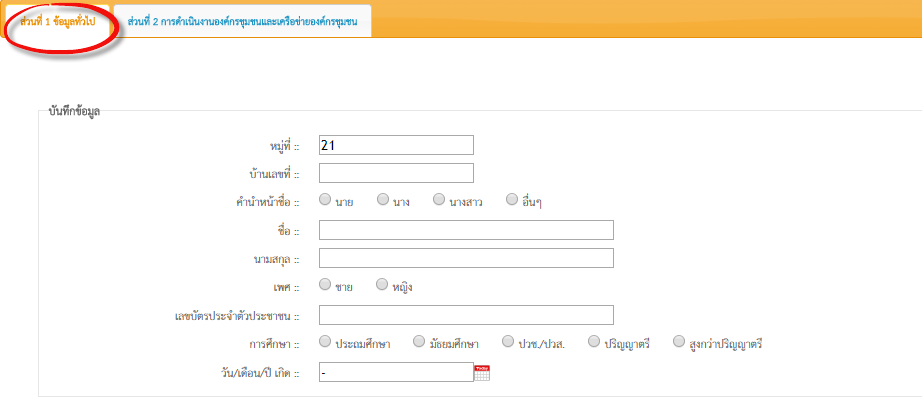 ส่วนที่ 1 ข้อมูลทั่วไป ส่วนที่ 2 การดำเนินงานองค์กรชุมชนและเครือข่ายองค์กรชุมชน
บันทึกข้อมูล
หมู่ที่ :: 21
บ้านเลขที่ ::
คำนำหน้าชื่อ :: นาย นาง นางสาว อื่นๆ
ชื่อ ::
นามสกุล ::
เพศ :: ชาย หญิง
เลขบัตรประจำตัวประชาชน ::
การศึกษา :: ประถมศึกษา มัธยมศึกษา ปวช./ปวส. ปริญญาตรี สูงกว่าปริญญาตรี
วัน/เดือน/ปี เกิด :: - Today